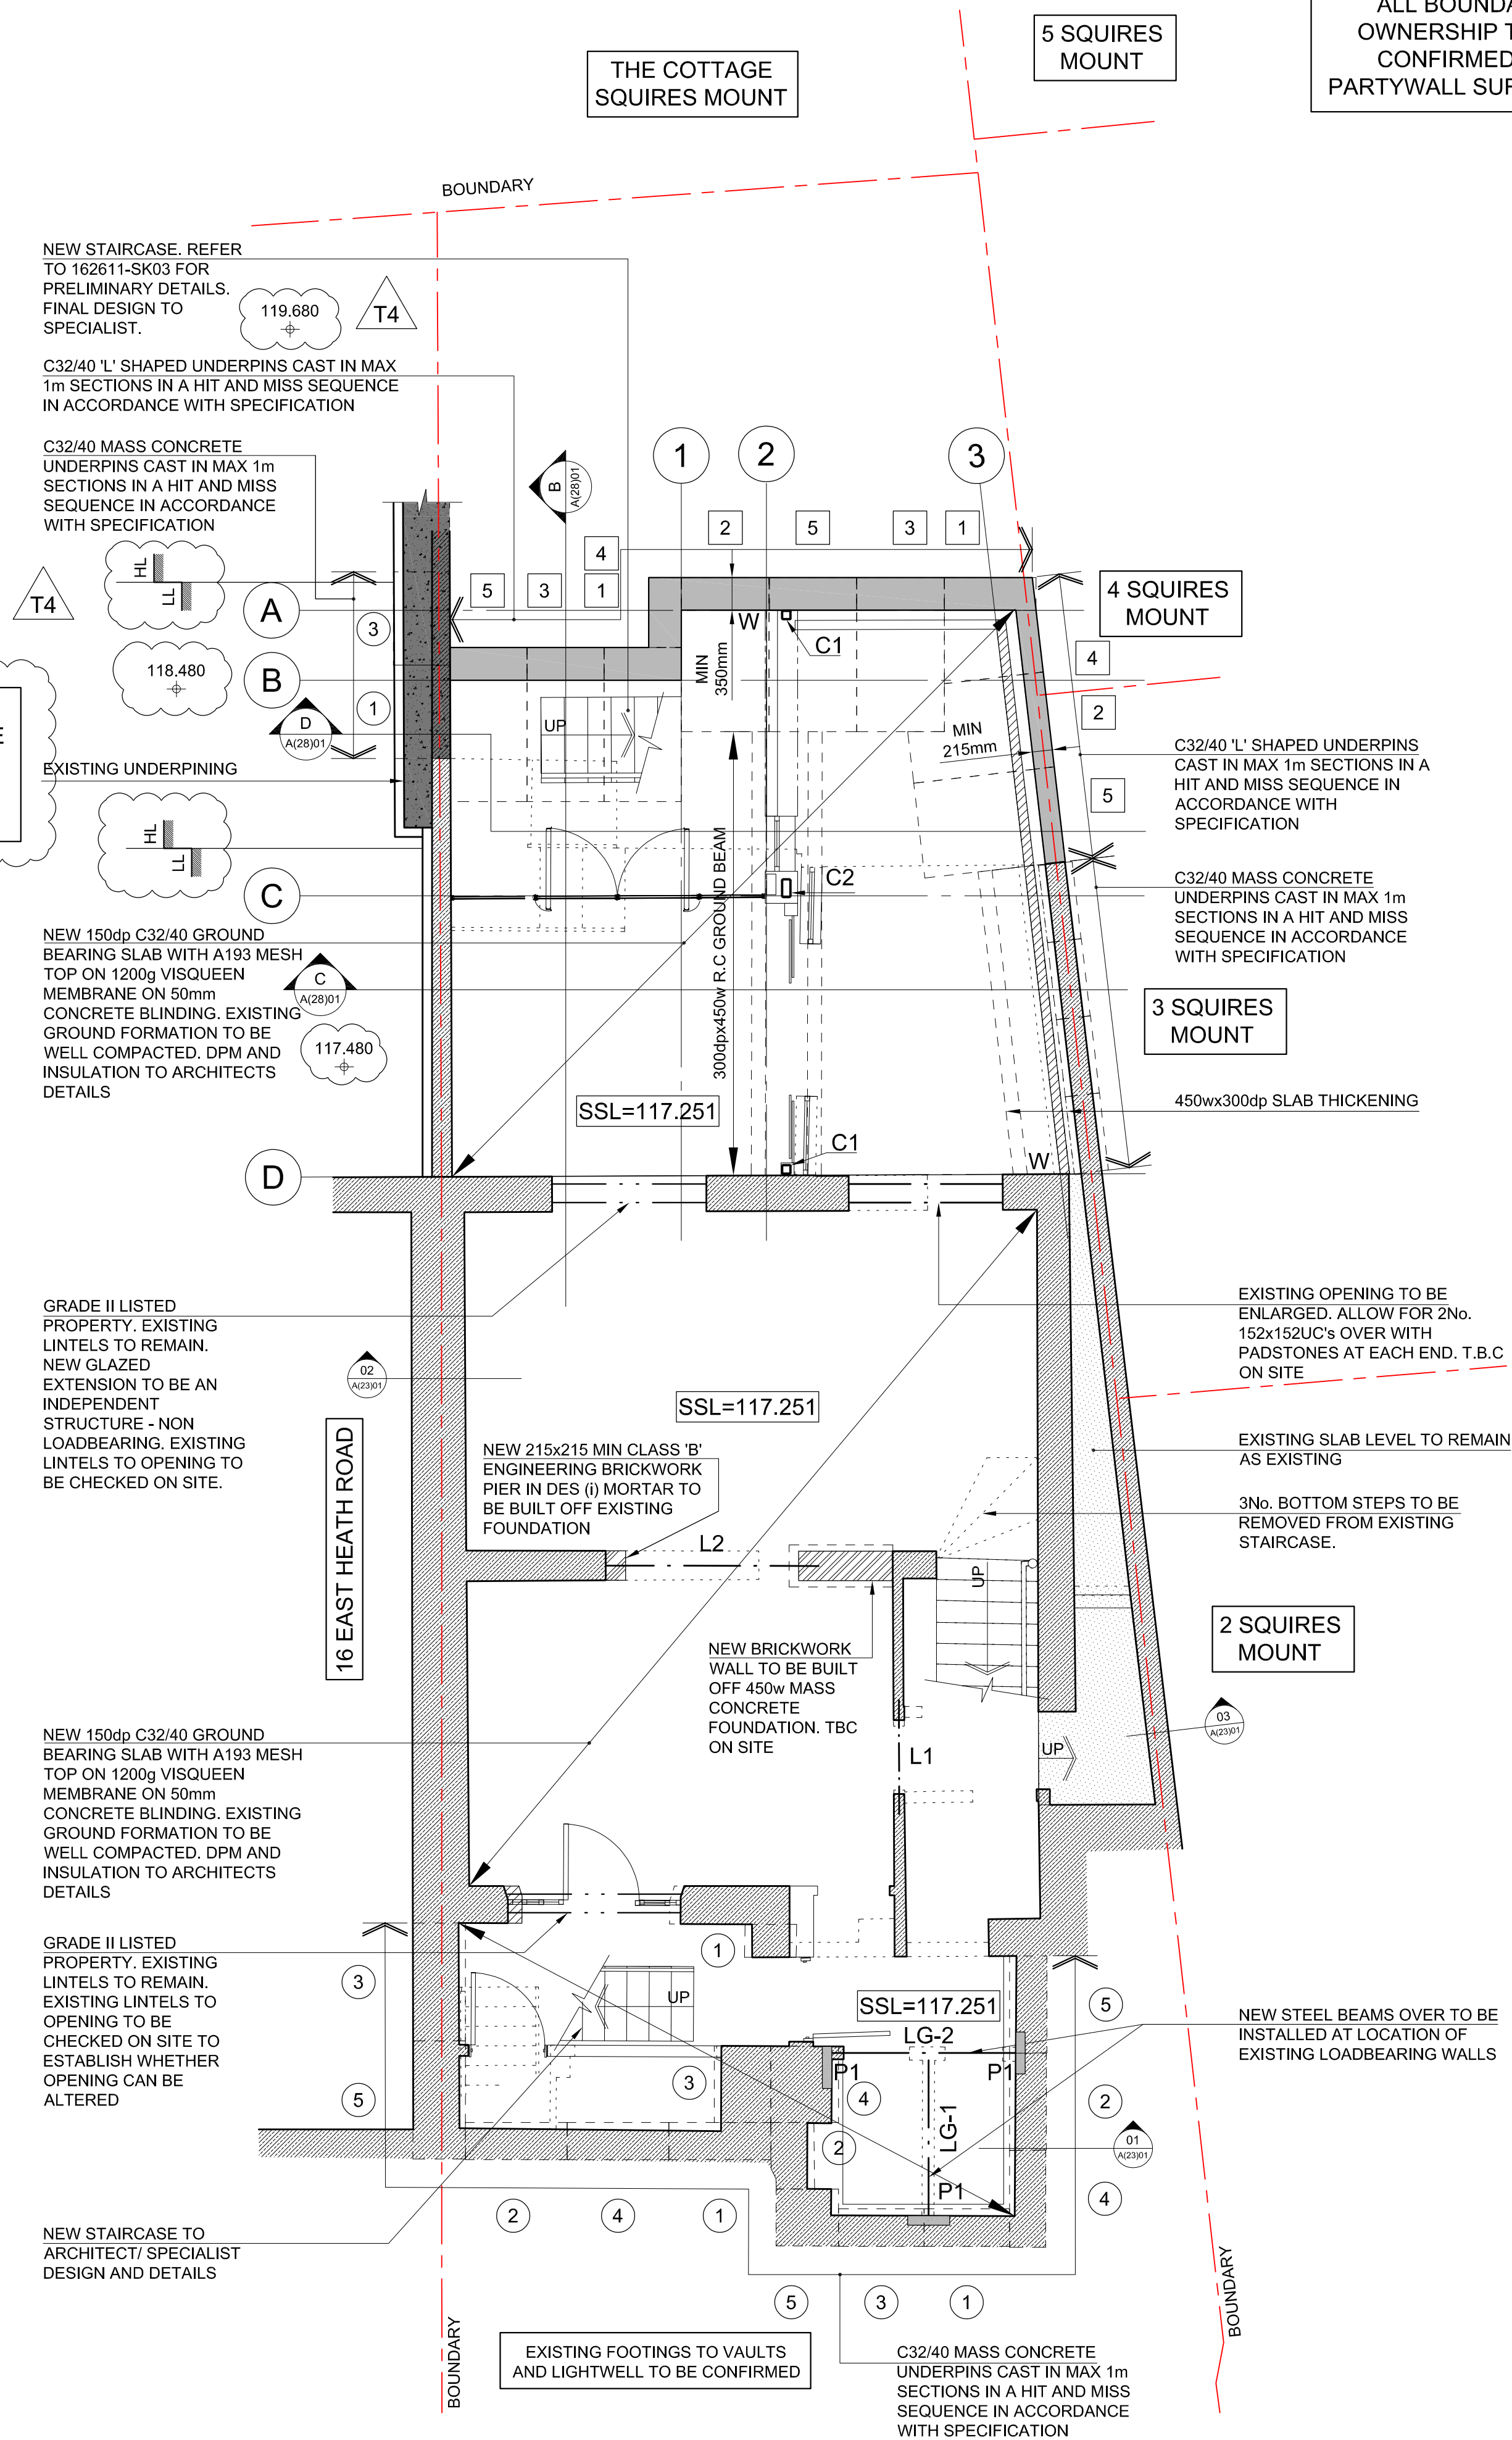 ALL BOUNDA
OWNERSHIP T
CONFIRMED
PARTYWALL SUR
5 SQUIRES
MOUNT
THE COTTAGE
SQUIRES MOUNT
BOUNDARY
NEW STAIRCASE. REFER
TO 162611-SK03 FOR
PRELIMINARY DETAILS.
FINAL DESIGN TO
SPECIALIST.
119.680
T4
C32/40 'L' SHAPED UNDERPINS CAST IN MAX
1m SECTIONS IN A HIT AND MISS SEQUENCE
IN ACCORDANCE WITH SPECIFICATION
C32/40 MASS CONCRETE
UNDERPINS CAST IN MAX 1m
SECTIONS IN A HIT AND MISS
SEQUENCE IN ACCORDANCE
WITH SPECIFICATION
1
2
3
B
A(28)01
2
5
3
1
4
5
3
1
HL
LL
T4
A
3
W
C1
4 SQUIRES
MOUNT
118.480
B
1
MIN
350mm
4
2
D
A(28)01
UP
MIN
215mm
C32/40 'L' SHAPED UNDERPINS
CAST IN MAX 1m SECTIONS IN A
HIT AND MISS SEQUENCE IN
ACCORDANCE WITH
SPECIFICATION
5
EXISTING UNDERPINING
HL
LL
C
C2
300dpx450w R.C GROUND BEAM
C32/40 MASS CONCRETE
UNDERPINS CAST IN MAX 1m
SECTIONS IN A HIT AND MISS
SEQUENCE IN ACCORDANCE
WITH SPECIFICATION
NEW 150dp C32/40 GROUND
BEARING SLAB WITH A193 MESH
TOP ON 1200g VISQUEEN
MEMBRANE ON 50mm
CONCRETE BLINDING. EXISTING
GROUND FORMATION TO BE
WELL COMPACTED. DPM AND
INSULATION TO ARCHITECTS
DETAILS
C
A(28)01
117.480
3 SQUIRES
MOUNT
SSL=117.251
450wx300dp SLAB THICKENING
C1
W
D
GRADE II LISTED
PROPERTY. EXISTING
LINTELS TO REMAIN.
NEW GLAZED
EXTENSION TO BE AN
INDEPENDENT
STRUCTURE - NON
LOADBEARING. EXISTING
LINTELS TO OPENING TO
BE CHECKED ON SITE.
02
A(23)01
16 EAST HEATH ROAD
SSL=117.251
EXISTING OPENING TO BE
ENLARGED. ALLOW FOR 2No.
152x152UC's OVER WITH
PADSTONES AT EACH END. T.B.C
ON SITE
EXISTING SLAB LEVEL TO REMAIN
AS EXISTING
NEW 215x215 MIN CLASS 'B'
ENGINEERING BRICKWORK
PIER IN DES (i) MORTAR TO
BE BUILT OFF EXISTING
FOUNDATION
3No. BOTTOM STEPS TO BE
REMOVED FROM EXISTING
STAIRCASE.
L2
UP
2 SQUIRES
MOUNT
NEW BRICKWORK
WALL TO BE BUILT
OFF 450w MASS
CONCRETE
FOUNDATION. TBC
ON SITE
L1
UP
03
A(23)01
NEW 150dp C32/40 GROUND
BEARING SLAB WITH A193 MESH
TOP ON 1200g VISQUEEN
MEMBRANE ON 50mm
CONCRETE BLINDING. EXISTING
GROUND FORMATION TO BE
WELL COMPACTED. DPM AND
INSULATION TO ARCHITECTS
DETAILS
GRADE II LISTED
PROPERTY. EXISTING
LINTELS TO REMAIN.
EXISTING LINTELS TO
OPENING TO BE
CHECKED ON SITE TO
ESTABLISH WHETHER
OPENING CAN BE
ALTERED
3
5
1
UP
3
SSL=117.251
LG-2
P1
P1
4
2
LG-1
P1
5
2
4
01
A(23)01
NEW STEEL BEAMS OVER TO BE
INSTALLED AT LOCATION OF
EXISTING LOADBEARING WALLS
2
4
1
5
3
1
NEW STAIRCASE TO
ARCHITECT/ SPECIALIST
DESIGN AND DETAILS
BOUNDARY
BOUNDARY
EXISTING FOOTINGS TO VAULTS
AND LIGHTWELL TO BE CONFIRMED
C32/40 MASS CONCRETE
UNDERPINS CAST IN MAX 1m
SECTIONS IN A HIT AND MISS
SEQUENCE IN ACCORDANCE
WITH SPECIFICATION